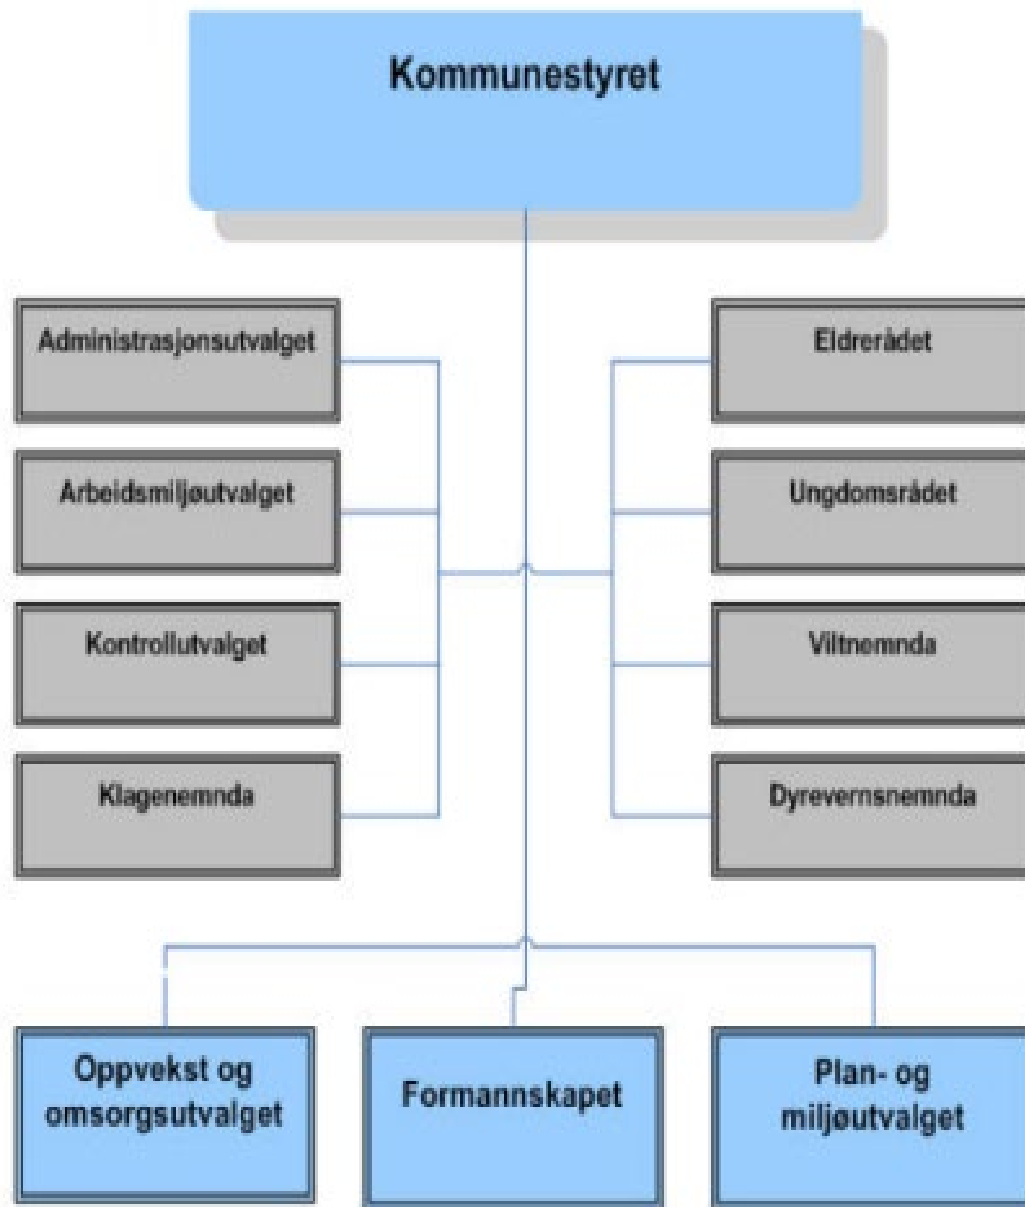 Kommunestyret
Administrasjonsutvalget
Eldrerådet
Arbeidsmiljøutvalget
Ungdomsrådet
Kontrollutvalget
Viltnemnda
Klagenemnda
Dyrevernsnemnda
Oppvekst og
omsorgsutvalget
Formannskapet
Plan- og
miljøutvalget